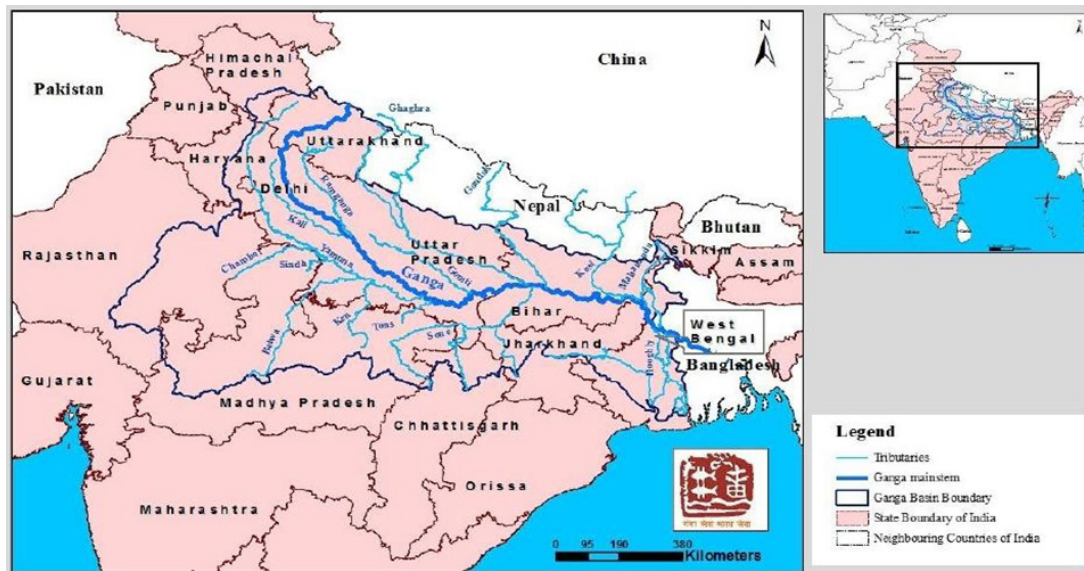 N
China
Pakistan
Himachal
Pradesh
Punjab
Ghaghra
Uttarakhand
Haryana
Delhi
Ramganga
Gandak
Nepal
Bhutan
Kali
Uttar
Pradesh
Sikkim
Assam
Rajasthan
Chambal
Sindh
Yamuna
Ganga
Gomti
Kosi
Mahananda
Betwa
Ken
Tons
Sone
Bihar
Jharkhand
West
Bengal
Hooghly
Bangladesh
Gujarat
Madhya Pradesh
Chhattisgarh
Orissa
Maharashtra
0 95 190 380
Kilometers
N
Legend
Tributaries
Ganga mainstem
Ganga Basin Boundary
State Boundary of India
Neighbouring Countries of India